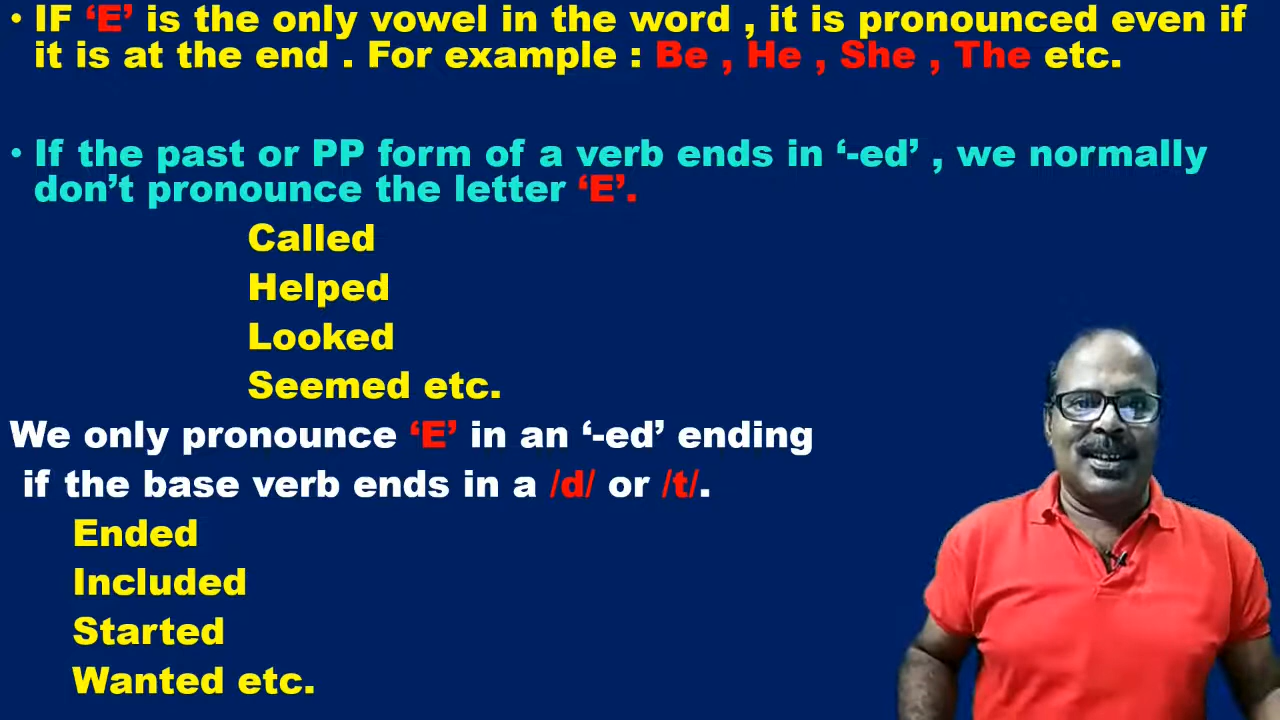 • IF ‘E’ is the only vowel in the word , it is pronounced even if
it is at the end . For example : Be , He , She , The etc.
• If the past or PP form of a verb ends in ‘-ed’ , we normally
don’t pronounce the letter ‘E’.
Called
Helped
Looked
Seemed etc.
We only pronounce ‘E’ in an ‘-ed’ ending
if the base verb ends in a /d/ or /t/.
Ended
Included
Started
Wanted etc.